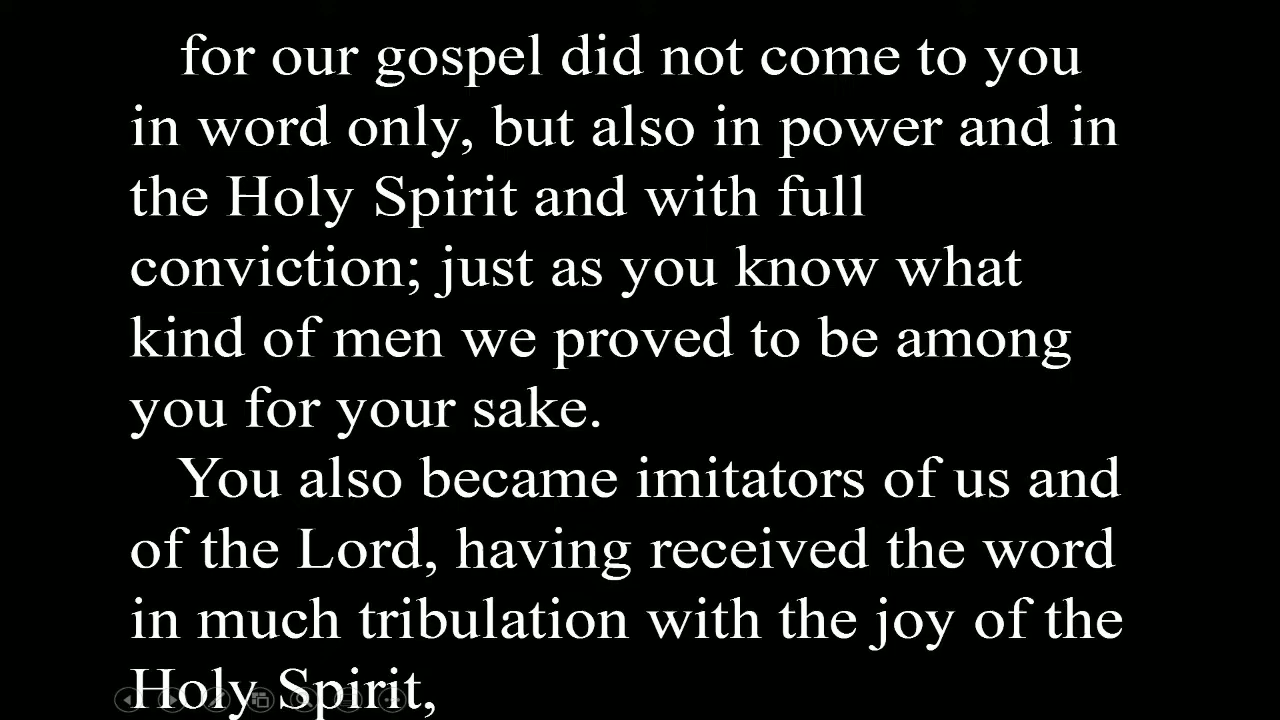 for our gospel did not come to you
in word only, but also in power and in
the Holy Spirit and with full
conviction; just as you know what
kind of men we proved to be among
you for your sake.
You also became imitators of us and
of the Lord, having received the word
in much tribulation with the joy of the
Holy Spirit,